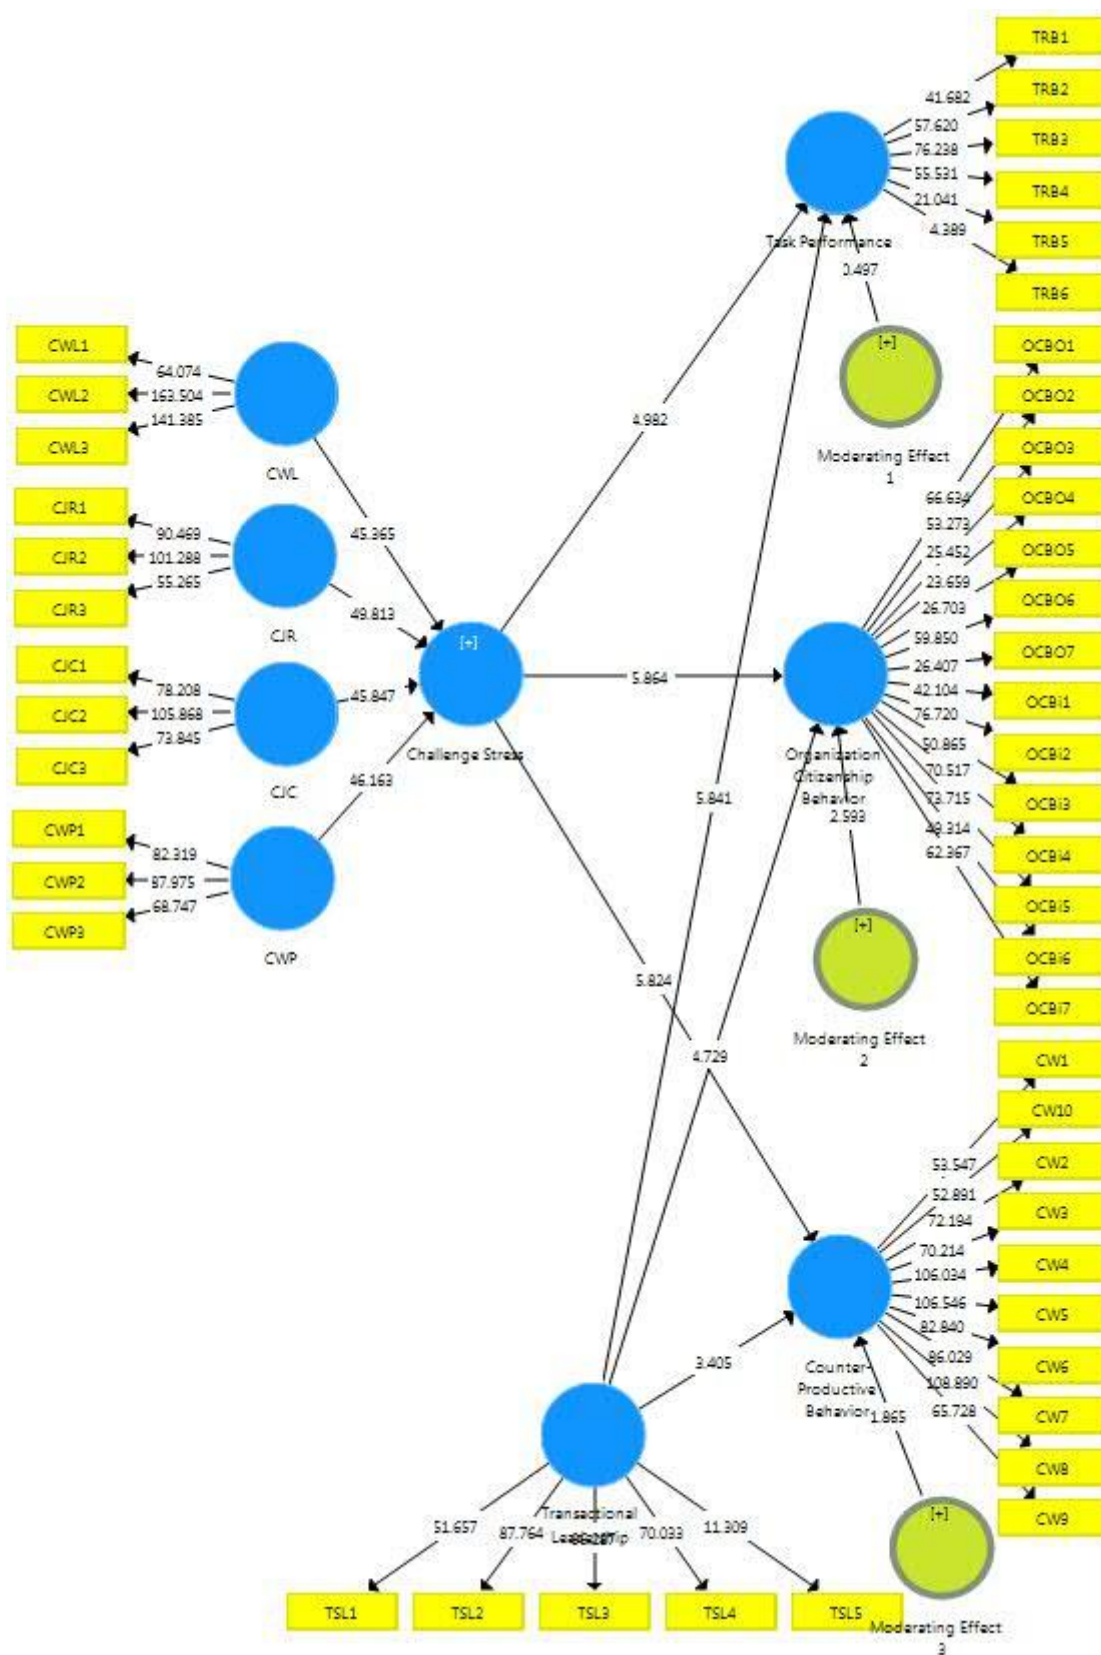 TRB1
TRB2
TRB3
TRB4
TRB5
TRB6
41.682
57.620
76.238
55.531
21.041
4.389
Task Performance
0.497
[+]
Moderating Effect
1
CWL1
CWL2
CWL3
64.074
163.504
141.385
CWL
CJR1
CJR2
CJR3
90.469
101.288
55.265
CJR
CJC1
CJC2
CJC3
78.208
105.868
73.845
CJC
CWP1
CWP2
CWP3
82.319
87.975
68.747
CWP
45.365
49.813
45.847
46.163
[+]
Challenge Stress
4.982
5.864
5.824
5.841
4.729
3.405
OCBO1
OCBO2
OCBO3
OCBO4
OCBO5
OCBO6
OCBO7
OCBi1
OCBi2
OCBi3
OCBi4
OCBi5
OCBi6
OCBi7
66.634
53.273
25.452
23.659
26.703
59.850
26.407
42.104
76.720
50.865
70.517
73.715
49.314
62.367
Organization
Citizenship
Behavior
2.593
[+]
Moderating Effect
2
CW1
CW10
CW2
CW3
CW4
CW5
CW6
CW7
CW8
CW9
53.547
52.891
72.194
70.214
106.034
106.546
82.840
86.029
108.890
65.728
Counter-
Productive
Behavior
1.865
[+]
Moderating Effect
3
Transactional
Leadership
51.657
87.764
70.033
11.309
TSL1
TSL2
TSL3
TSL4
TSL5